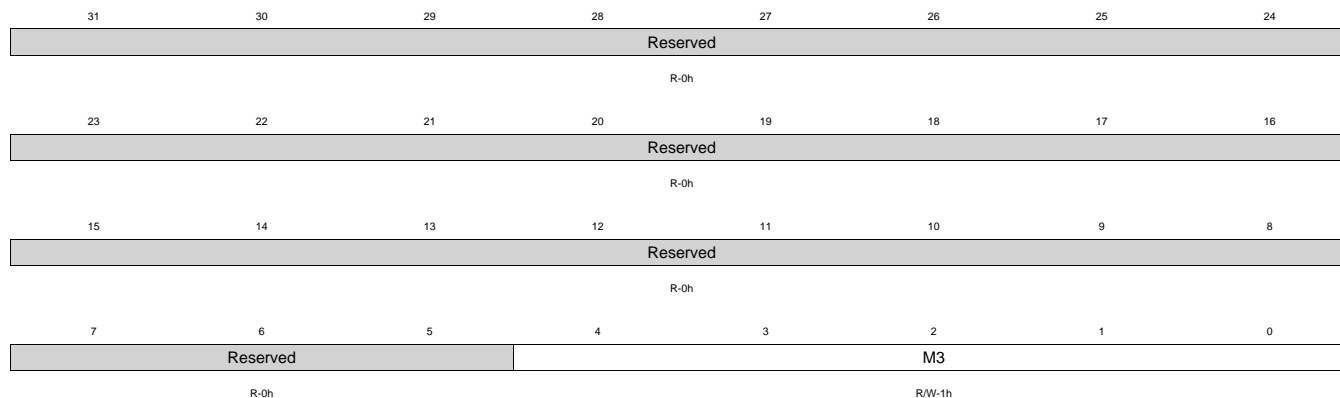 31 30 29 28 27 26 25 24
Reserved
R-0h
23 22 21 20 19 18 17 16
Reserved
R-0h
15 14 13 12 11 10 9 8
Reserved
R-0h
7 6 5 4 3 2 1 0
Reserved M3
R-0h R/W-1h